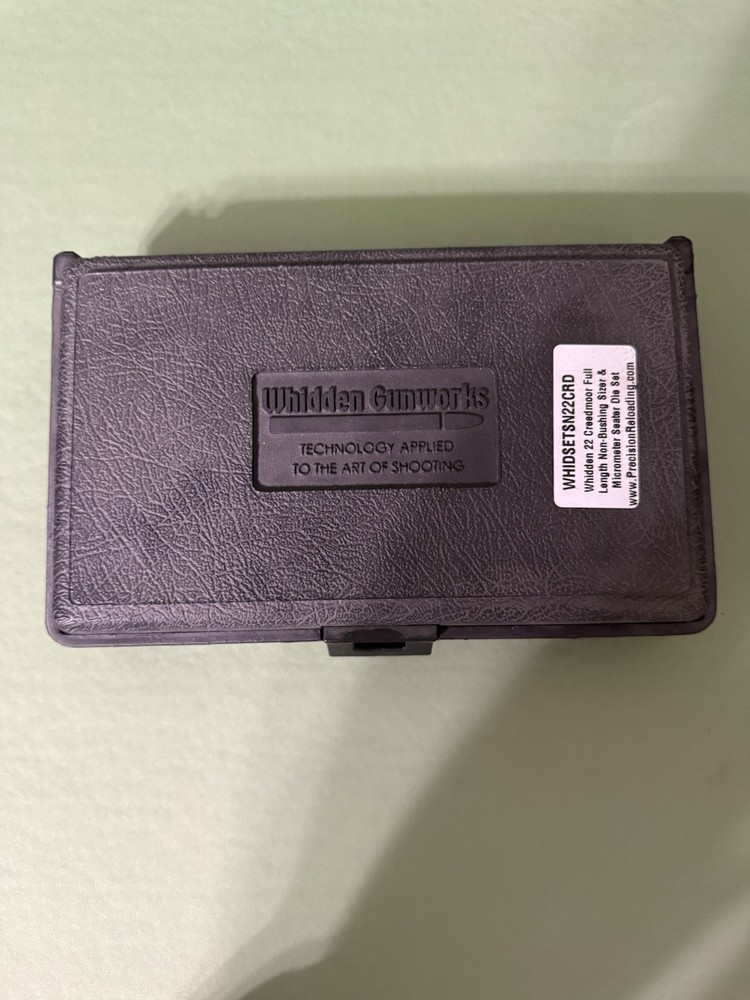 Whidden Gunworks
TECHNOLOGY APPLIED
TO THE ART OF SHOOTING
WHIDSETSN22CRD
Whidden 22 Creedmoor Full
Length Non-Bushing Sizer &
Micrometer Seater Die Set
www.PrecisionReloading.com